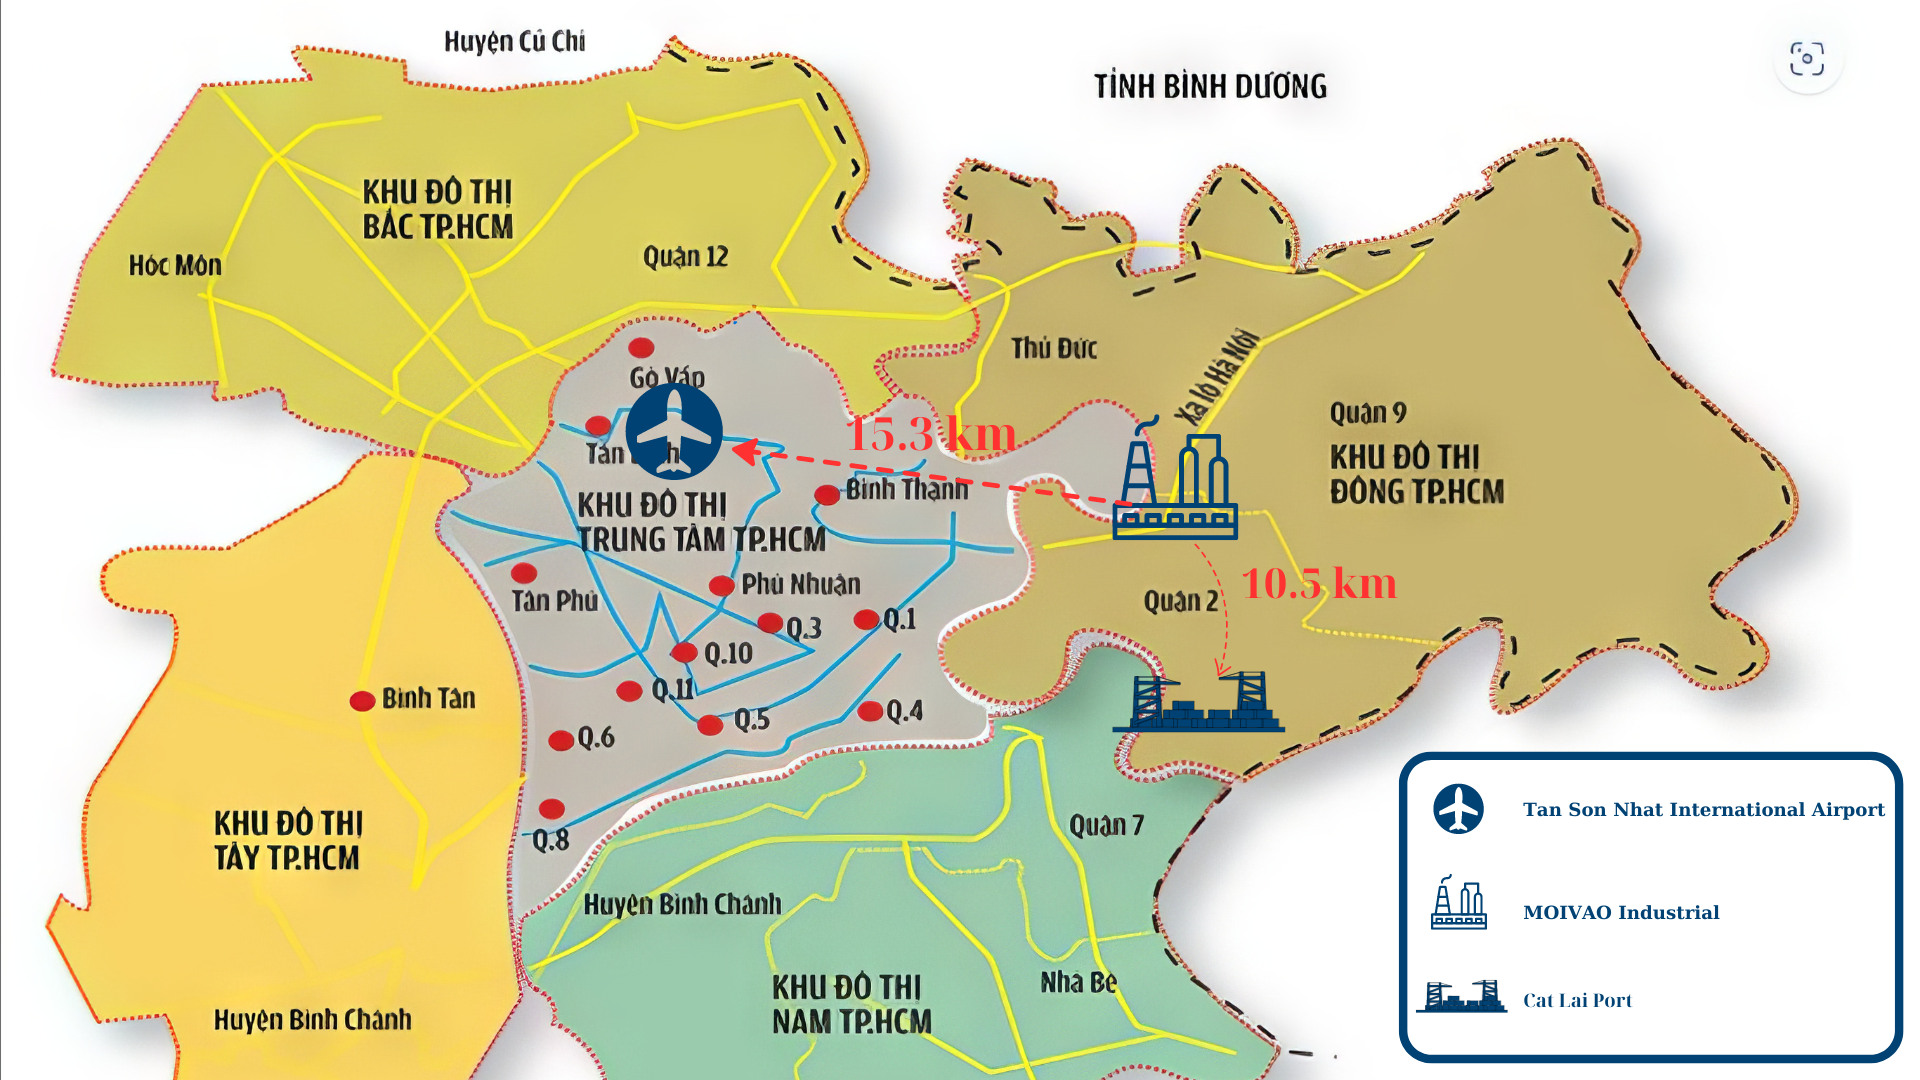 Huyện Củ Chi
TỈNH BÌNH DƯƠNG
KHU ĐÔ THỊ
BẮC TP.HCM
Hóc Môn
Quận 12
Thủ Đức
Xa lộ Hà Nội
Gò Vấp
15.3 km
Quận 9
KHU ĐÔ THỊ
ĐÔNG TP.HCM
Tân
Bình Thạnh
KHU ĐÔ THỊ
TRUNG TÂM TP.HCM
Phú Nhuận
10.5 km
Tân Phú
Quận 2
Q.3
Q.1
Q.10
Q.11
Bình Tân
Q.5
Q.4
Q.6
KHU ĐÔ THỊ
TÂY TP.HCM
Q.8
Quận 7
Tan Son Nhat International Airport
Huyện Bình Chánh
MOIVAO Industrial
KHU ĐÔ THỊ
NAM TP.HCM
Nhà Bè
Cat Lai Port
Huyện Bình Chánh